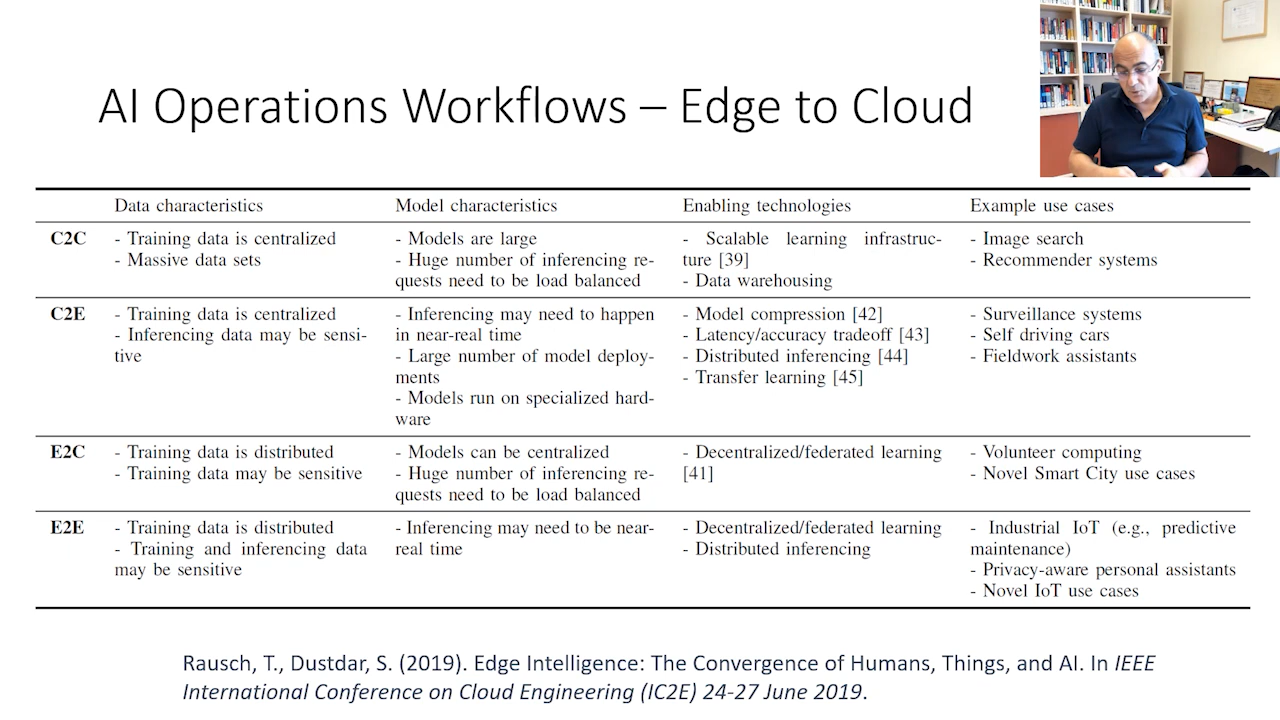 AI Operations Workflows – Edge to Cloud
Data characteristics Model characteristics Enabling technologies Example use cases
C2C
- Training data is centralized
- Massive data sets
- Models are large
- Huge number of inferencing re-
quests need to be load balanced
- Scalable learning infrastruc-
ture [39]
- Data warehousing
- Image search
- Recommender systems
C2E
- Training data is centralized
- Inferencing data may be sensi-
tive
- Inferencing may need to happen
in near-real time
- Large number of model deploy-
ments
- Models run on specialized hard-
ware
- Model compression [42]
- Latency/accuracy tradeoff [43]
- Distributed inferencing [44]
- Transfer learning [45]
- Surveillance systems
- Self driving cars
- Fieldwork assistants
E2C
- Training data is distributed
- Training data may be sensitive
- Models can be centralized
- Huge number of inferencing re-
quests need to be load balanced
- Decentralized/federated learning
[41]
- Volunteer computing
- Novel Smart City use cases
E2E
- Training data is distributed
- Training and inferencing data
may be sensitive
- Inferencing may need to be near-
real time
- Decentralized/federated learning
- Distributed inferencing
- Industrial IoT (e.g., predictive
maintenance)
- Privacy-aware personal assistants
- Novel IoT use cases
Rausch, T., Dustdar, S. (2019). Edge Intelligence: The Convergence of Humans, Things, and AI. In IEEE
International Conference on Cloud Engineering (IC2E) 24-27 June 2019.